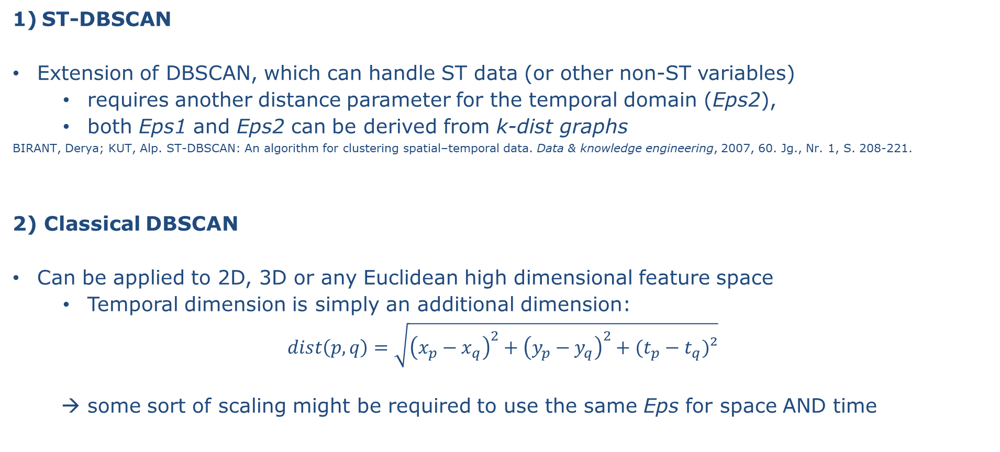 1) ST-DBSCAN
• Extension of DBSCAN, which can handle ST data (or other non-ST variables)
• requires another distance parameter for the temporal domain (Eps2),
• both Eps1 and Eps2 can be derived from k-dist graphs
BIRANT, Derya; KUT, Alp. ST-DBSCAN: An algorithm for clustering spatial–temporal data. Data & knowledge engineering, 2007, 60. Jg., Nr. 1, S. 208-221.
2) Classical DBSCAN
• Can be applied to 2D, 3D or any Euclidean high dimensional feature space
• Temporal dimension is simply an additional dimension:
dist(p, q) = √((x_p − x_q)² + (y_p − y_q)² + (t_p − t_q)²)
→ some sort of scaling might be required to use the same Eps for space AND time